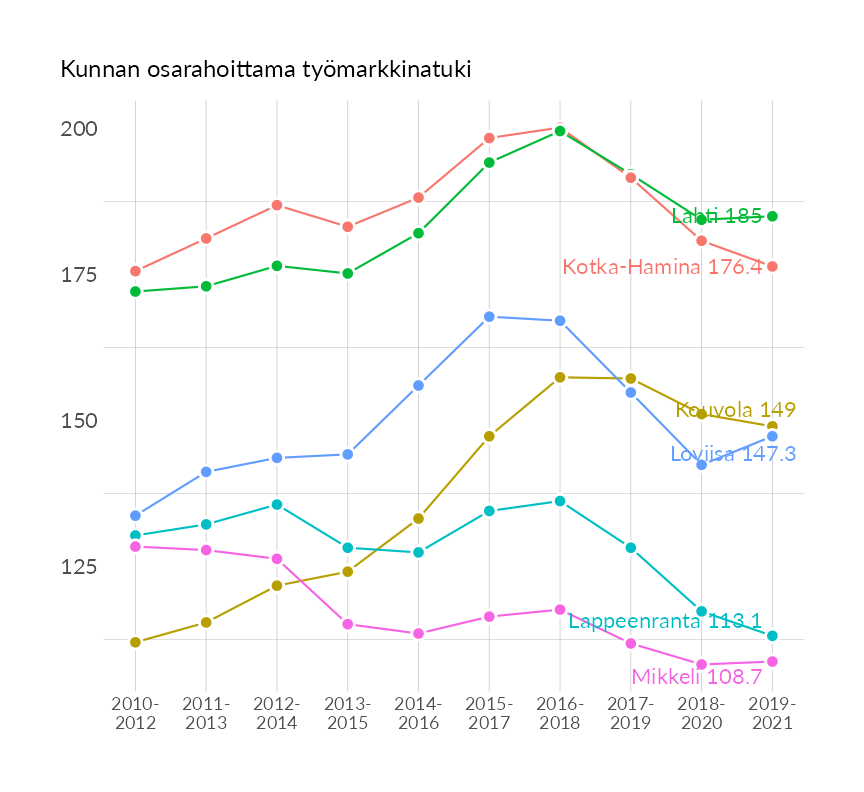 Kunnan osarahoittama työmarkkinatuki
200
Lahti 185
Kotka-Hamina 176.4
175
Kouvola 149
150
Loviisa 147.3
125
Lappeenranta 113.1
Mikkeli 108.7
2010- 2011- 2012- 2013- 2014- 2015- 2016- 2017- 2018- 2019-
2012 2013 2014 2015 2016 2017 2018 2019 2020 2021